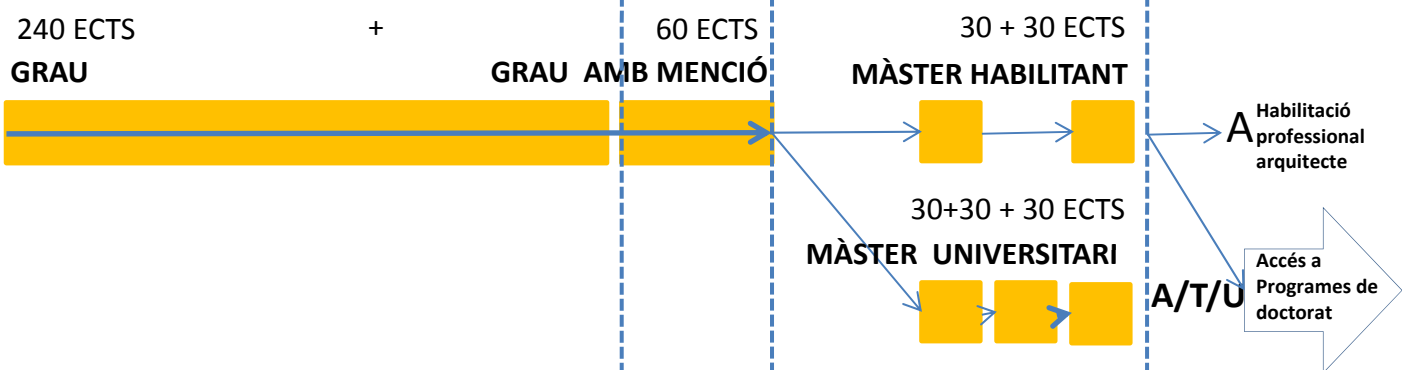 240 ECTS + 60 ECTS 30 + 30 ECTS
GRAU GRAU AMB MENCIÓ MÀSTER HABILITANT
A Habilitació
professional
arquitecte
30+30 + 30 ECTS
MÀSTER UNIVERSITARI
A/T/U
Accés a
Programes de
doctorat